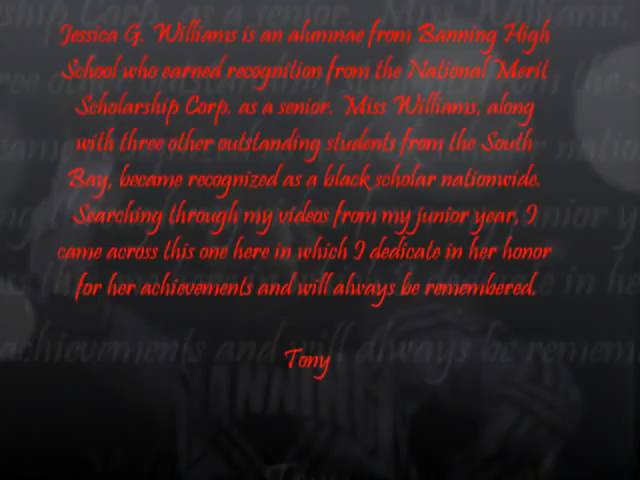 Jessica G. Williams is an alumnae from Banning High
School who earned recognition from the National Merit
Scholarship Corp. as a senior. Miss Williams, along
with three other outstanding students from the South
Bay, became recognized as a black scholar nationwide.
Searching through my videos from my junior year, I
came across this one here in which I dedicate in her honor
for her achievements and will always be remembered.
Tony
BANNING